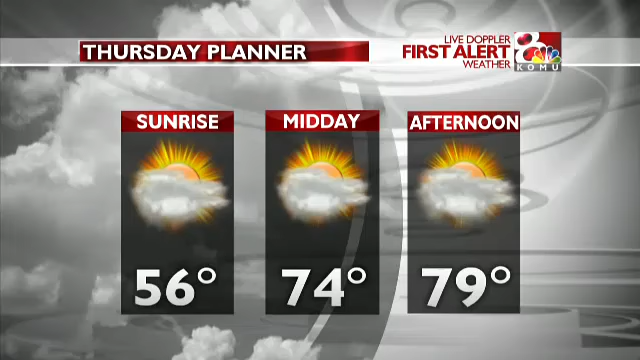 THURSDAY PLANNER
LIVE DOPPLER
FIRST ALERT
WEATHER
8
KOMU
SUNRISE
MIDDAY
AFTERNOON
56°
74°
79°